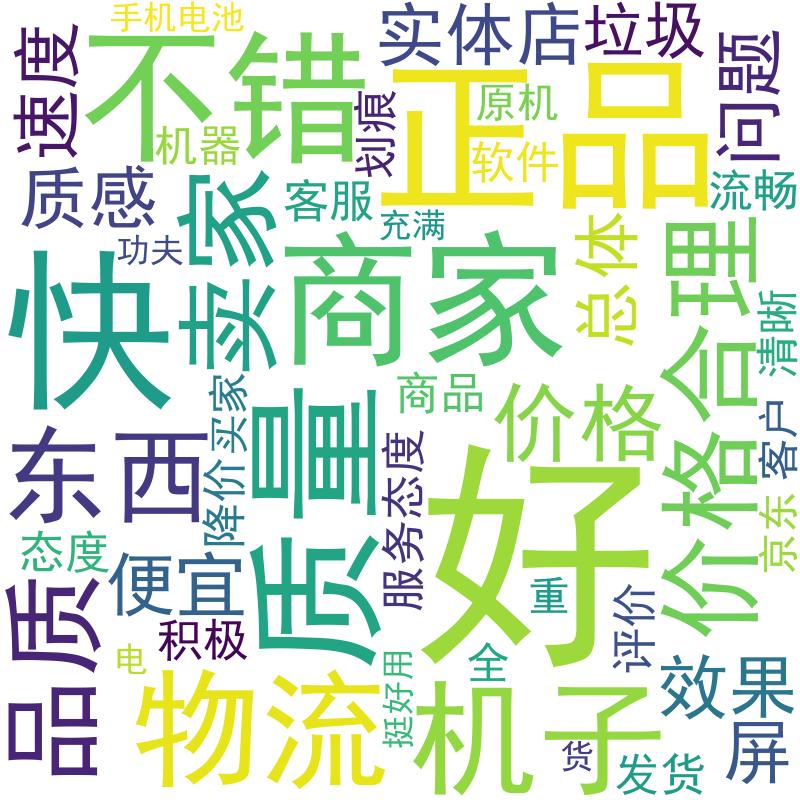 手机电池
不错
实体店
垃圾
速度
问题
正品
原机
划痕
机器
软件
质感
卖家
客服
充满
流畅
功夫
快
商家
总体
价格合理
清晰
买家
质量
商品
价格
东西
降价
服务态度
好
客户
京东
态度
便宜
品质
重
评价
积极
电
物流
挺好用
全
机子
效果
屏
货
发货